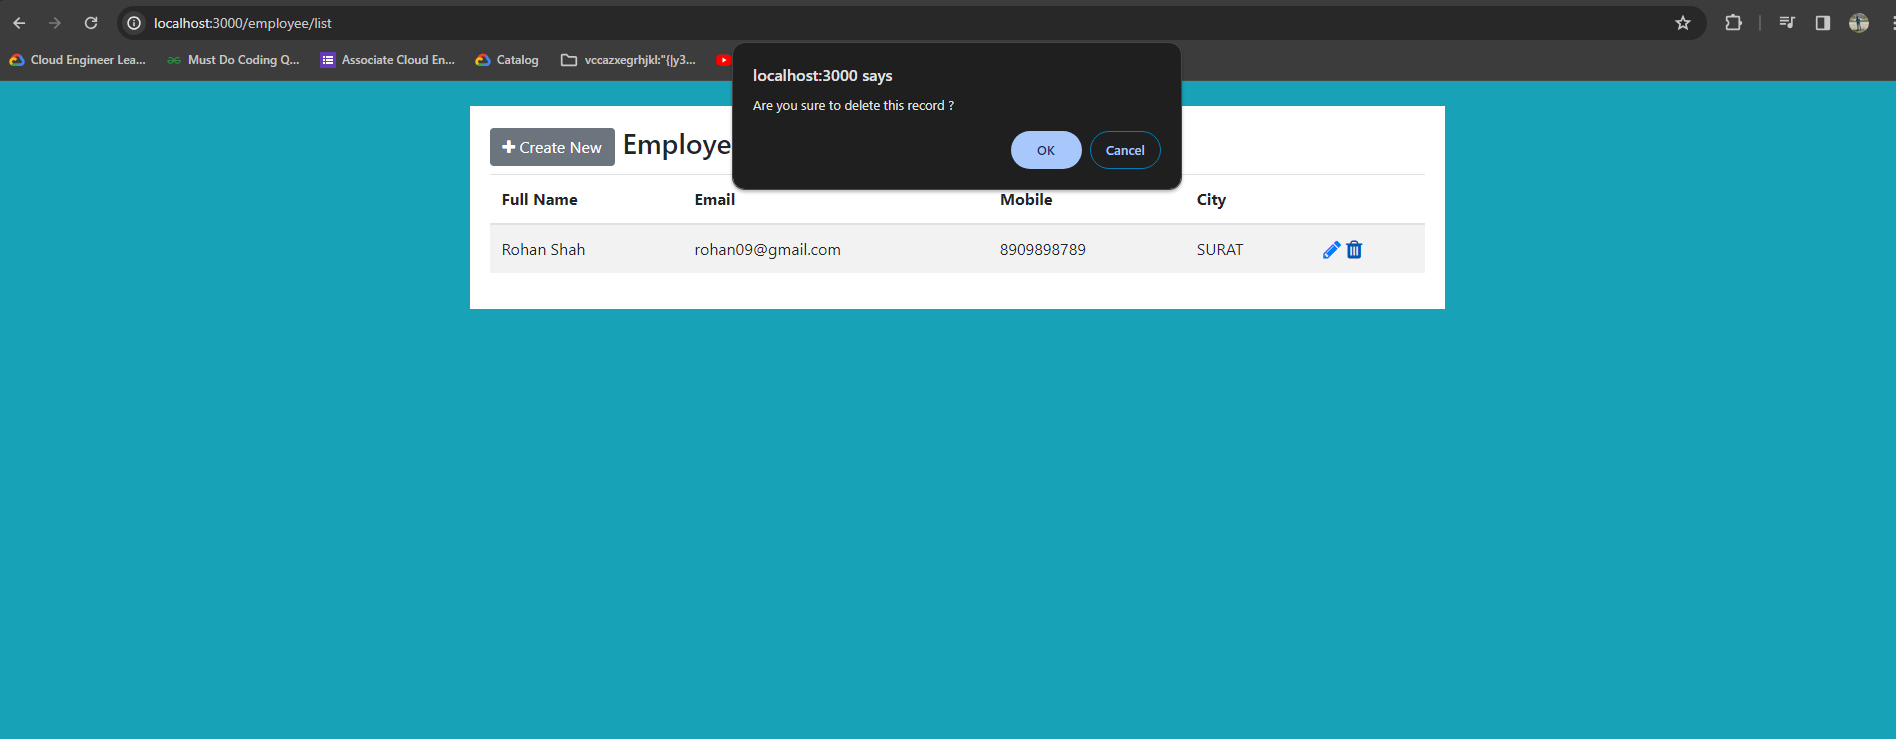 localhost:3000/employee/list
Cloud Engineer Lea...
Must Do Coding Q...
Associate Cloud En...
Catalog
vccazxegrhjkl:"{|y3...
localhost:3000 says
Are you sure to delete this record ?
OK
Cancel
Create New
Employe
Full Name
Email
Mobile
City
Rohan Shah
rohan09@gmail.com
8909898789
SURAT